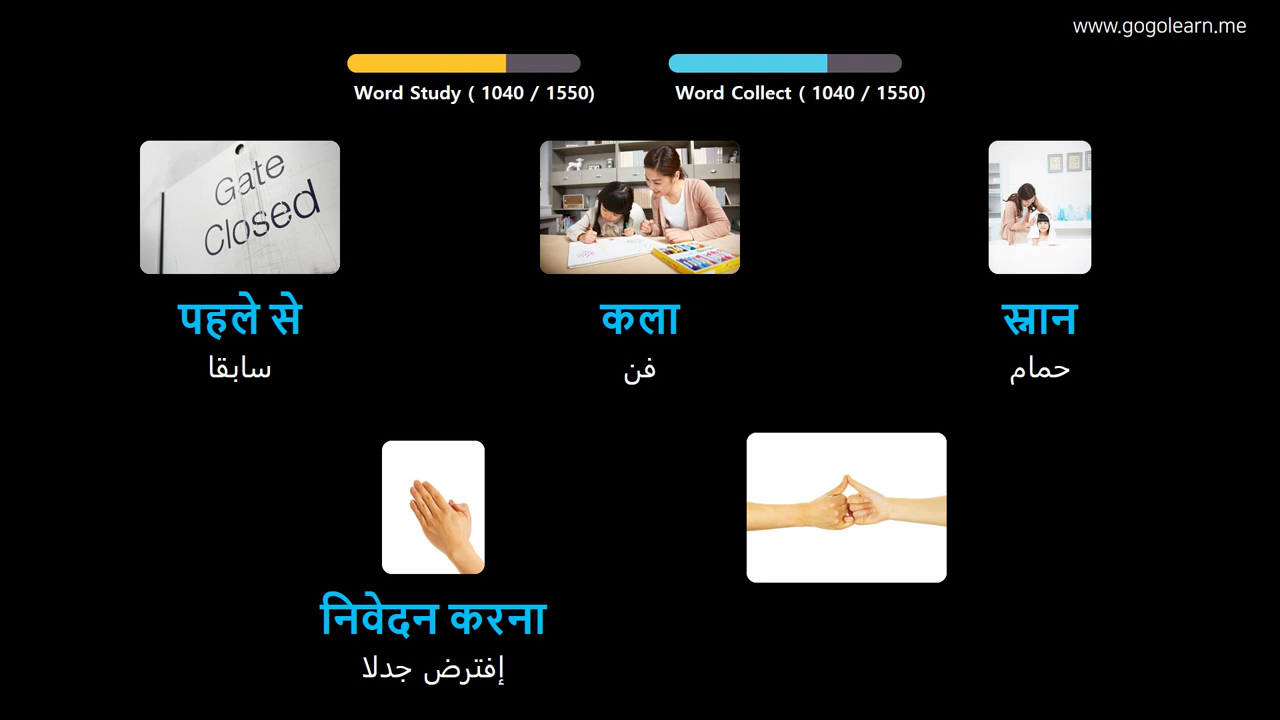 www.gogolearn.me
Word Study ( 1040 / 1550)
Word Collect ( 1040 / 1550)
Gate
Closed
पहले से
سابقا
कला
فن
स्नान
حمام
निवेदन करना
إفترض جدلا